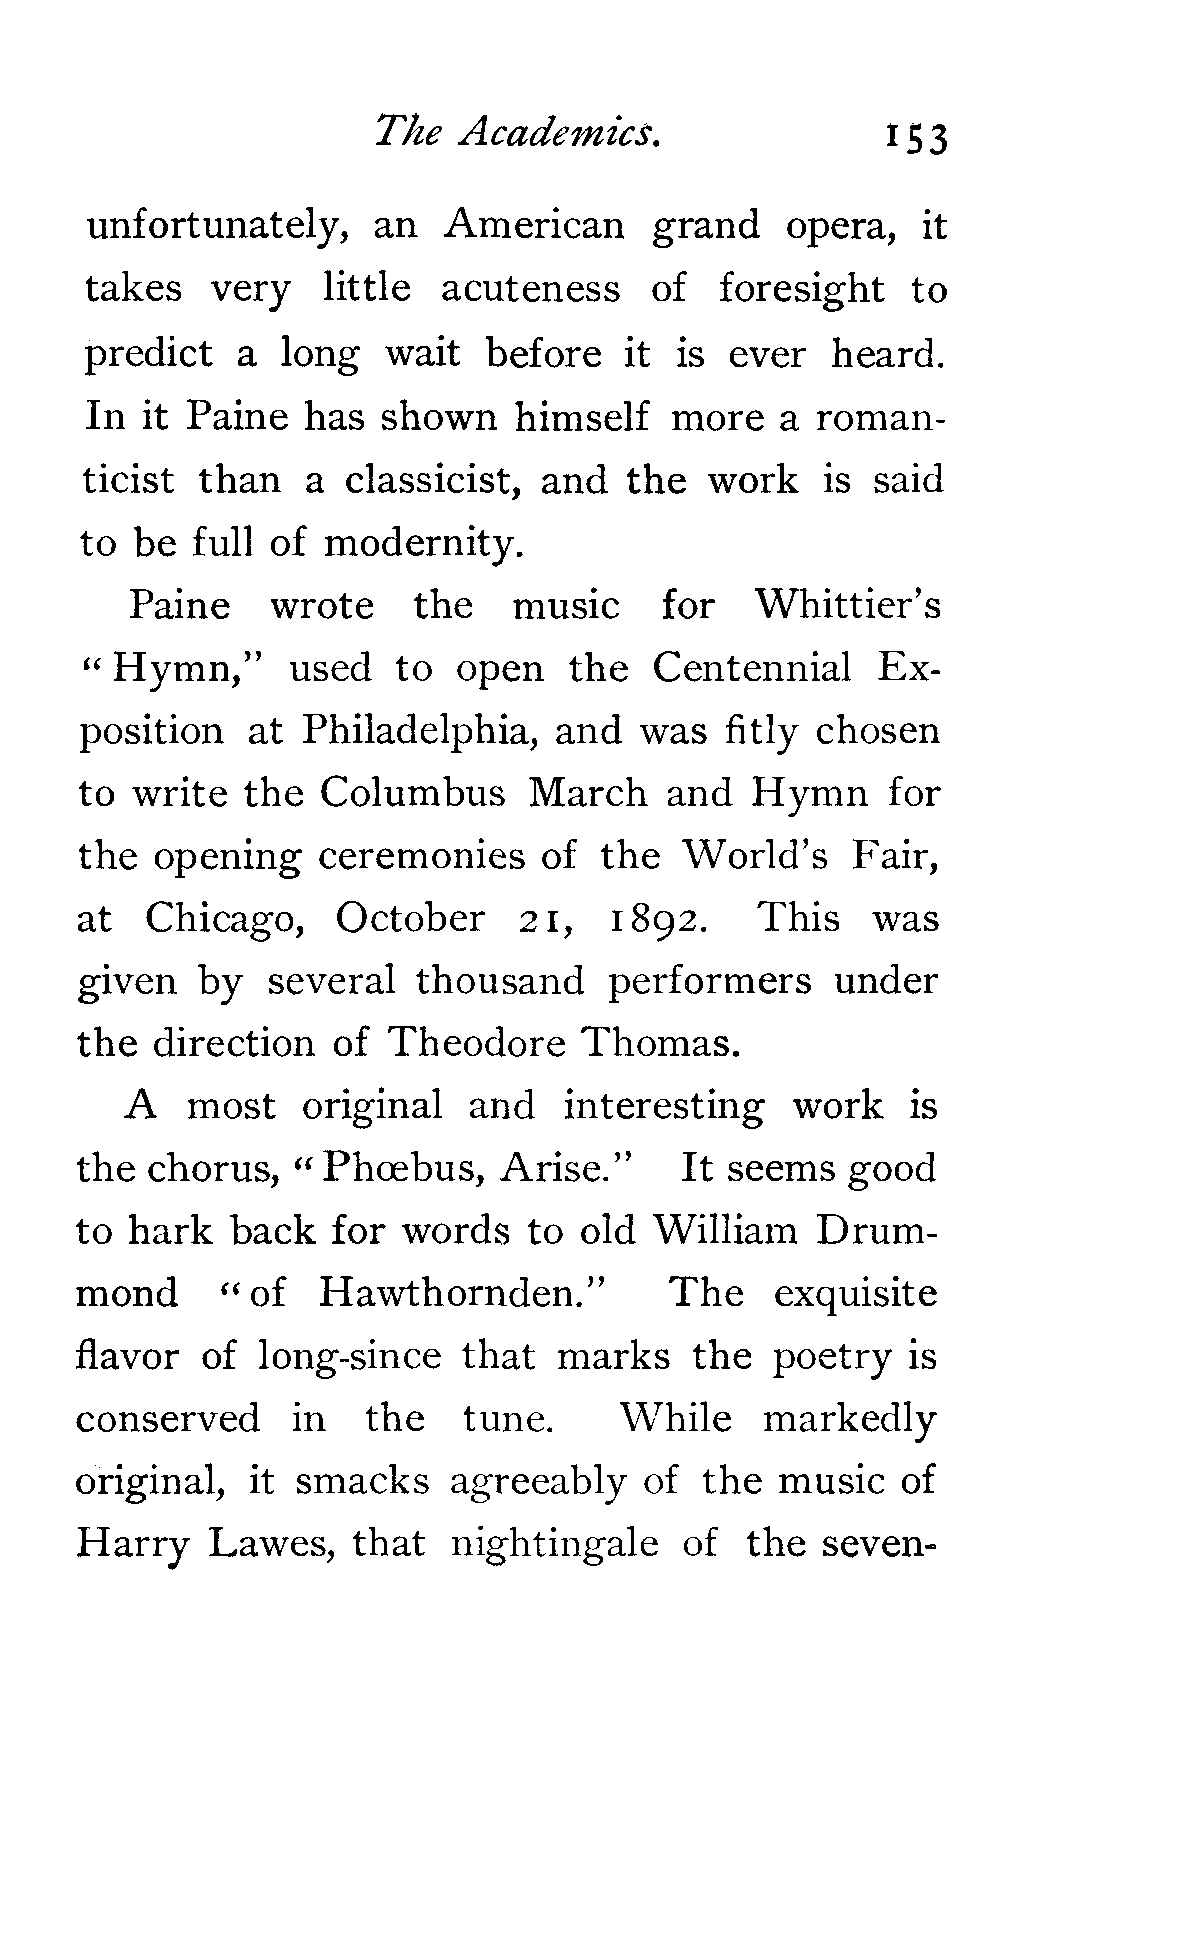 The Academics. 153
unfortunately, an American grand opera, it
takes very little acuteness of foresight to
predict a long wait before it is ever heard.
In it Paine has shown himself more a roman-
ticist than a classicist, and the work is said
to be full of modernity.
Paine wrote the music for Whittier's
"Hymn," used to open the Centennial Ex-
position at Philadelphia, and was fitly chosen
to write the Columbus March and Hymn for
the opening ceremonies of the World's Fair,
at Chicago, October 21, 1892. This was
given by several thousand performers under
the direction of Theodore Thomas.
A most original and interesting work is
the chorus, "Phœbus, Arise." It seems good
to hark back for words to old William Drum-
mond "of Hawthornden." The exquisite
flavor of long-since that marks the poetry is
conserved in the tune. While markedly
original, it smacks agreeably of the music of
Harry Lawes, that nightingale of the seven-